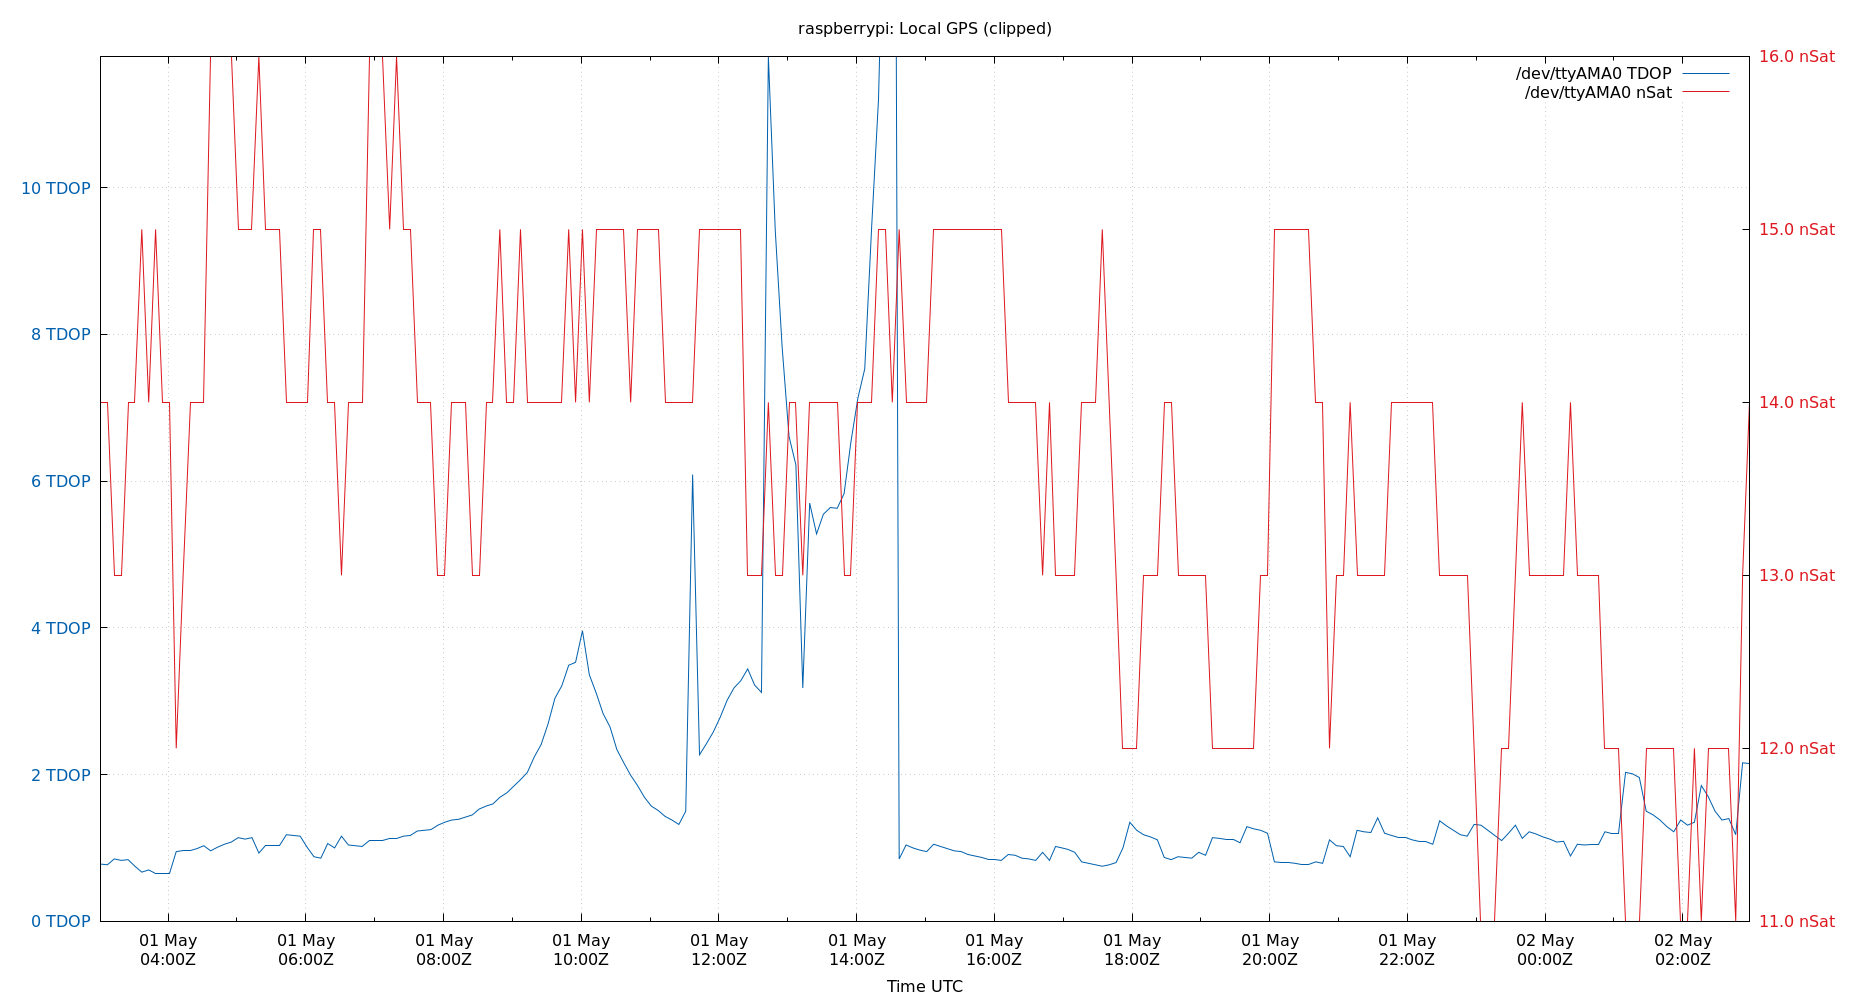 raspberrypi: Local GPS (clipped)
/dev/ttyAMA0 TDOP
/dev/ttyAMA0 nSat
10 TDOP
8 TDOP
6 TDOP
4 TDOP
2 TDOP
0 TDOP
16.0 nSat
15.0 nSat
14.0 nSat
13.0 nSat
12.0 nSat
11.0 nSat
01 May
04:00Z
01 May
06:00Z
01 May
08:00Z
01 May
10:00Z
01 May
12:00Z
01 May
14:00Z
01 May
16:00Z
01 May
18:00Z
01 May
20:00Z
01 May
22:00Z
02 May
00:00Z
02 May
02:00Z
Time UTC